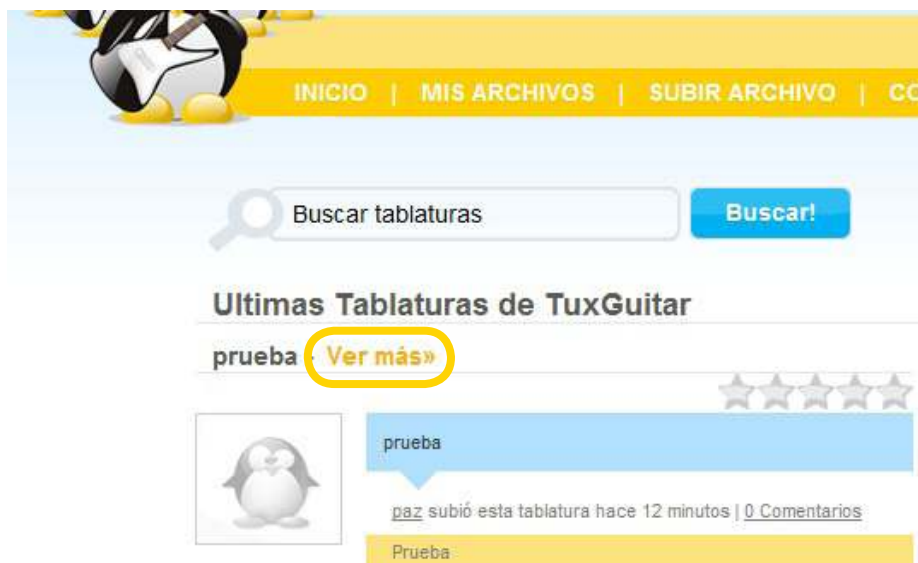 INICIO | MIS ARCHIVOS | SUBIR ARCHIVO |
Buscar tablaturas
Buscar!
Ultimas Tablaturas de TuxGuitar
prueba - Ver más»
prueba
paz subió esta tablatura hace 12 minutos | 0 Comentarios
Prueba